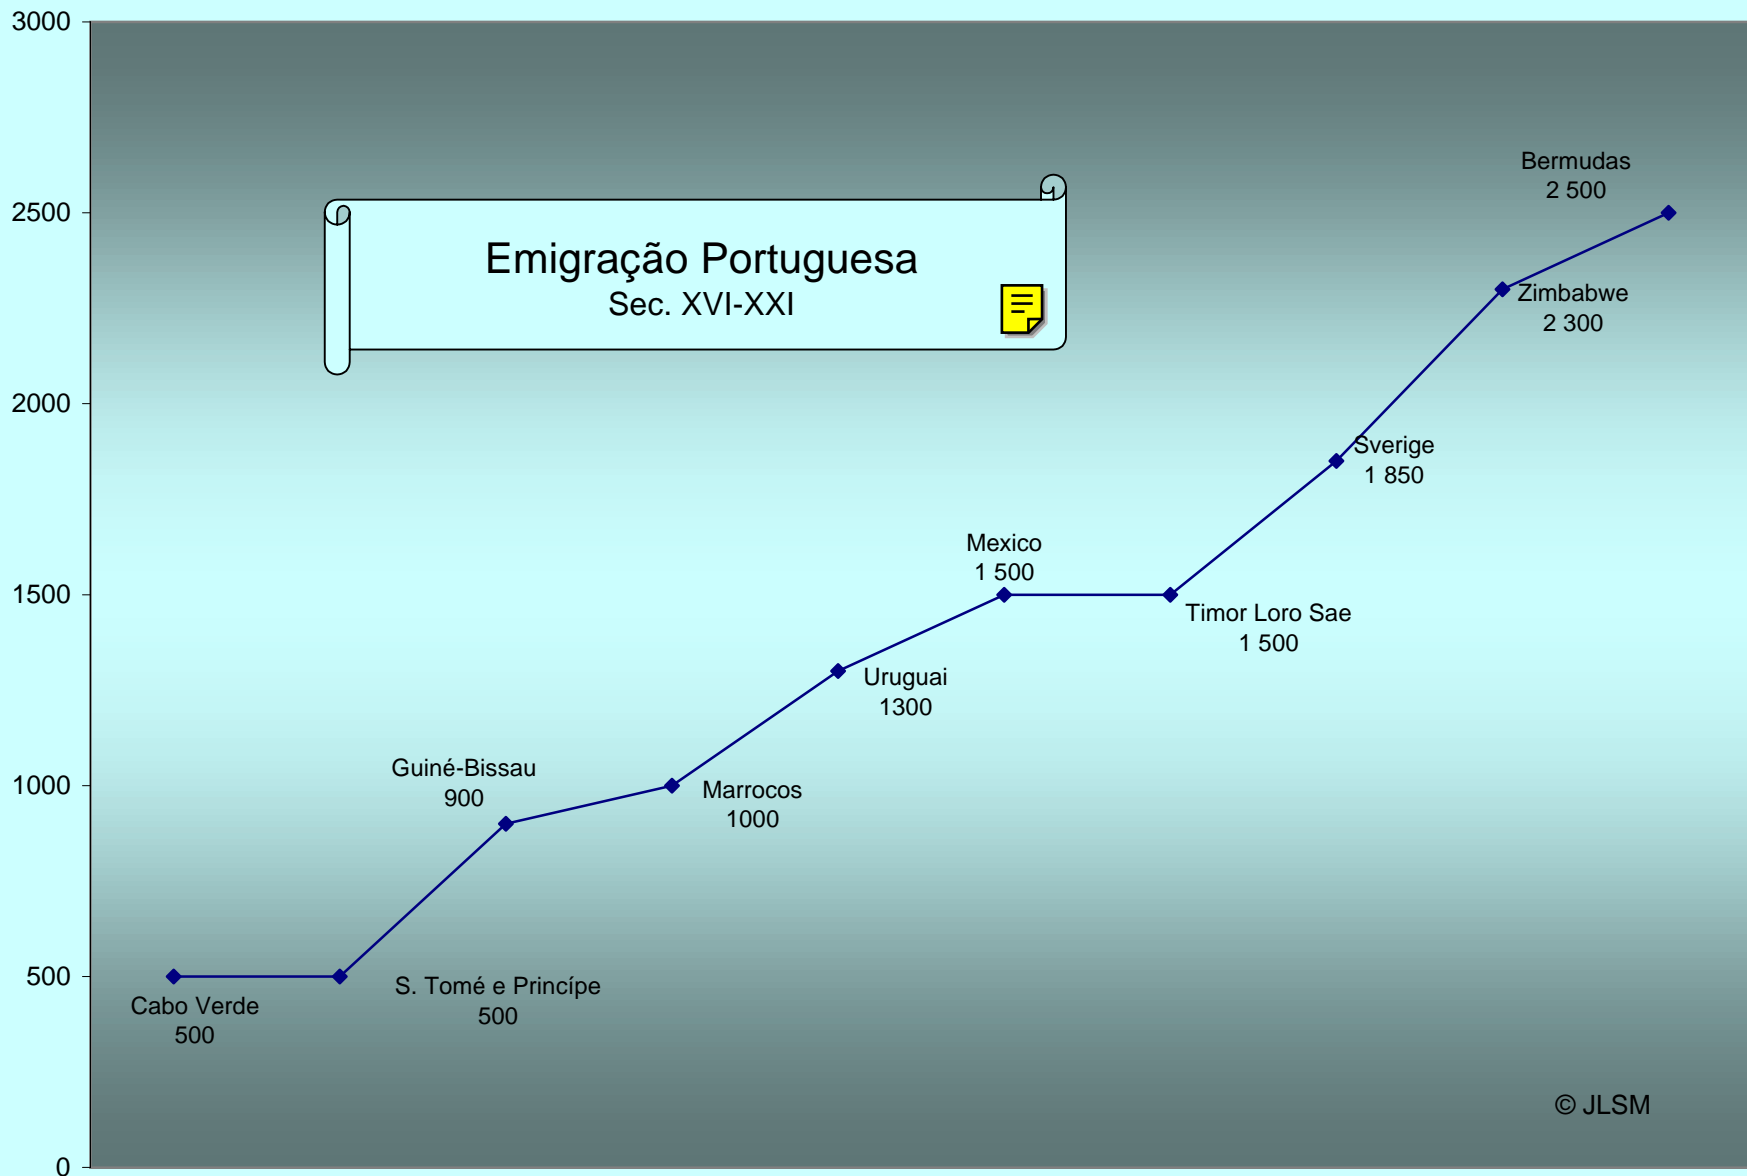 3000
2500
2000
1500
1000
500
0
Emigração Portuguesa
Sec. XVI-XXI
Bermudas
2 500
Zimbabwe
2 300
Sverige
1 850
Mexico
1 500
Timor Loro Sae
1 500
Uruguai
1300
Guiné-Bissau
900
Marrocos
1000
S. Tomé e Princípe
500
Cabo Verde
500
© JLSM